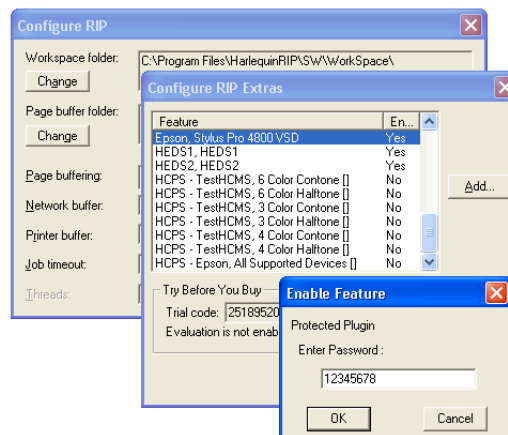 Configure RIP
Workspace folder:
C:\Program Files\HarlequinRIP\SW\WorkSpace\
Change
Configure RIP Extras
Page buffer folder:
Change
Feature En...
Epson, Stylus Pro 4800 VSD Yes
HEDS1, HEDS1 Yes
HEDS2, HEDS2 Yes
HCPS - TestHCMS, 6 Color Contone [] No
HCPS - TestHCMS, 6 Color Halftone [] No
HCPS - TestHCMS, 3 Color Contone [] No
HCPS - TestHCMS, 3 Color Halftone [] No
HCPS - TestHCMS, 4 Color Contone [] No
HCPS - TestHCMS, 4 Color Halftone [] No
HCPS - Epson, All Supported Devices [] No
Add...
Page buffering:
Network buffer:
Printer buffer:
Job timeout:
Threads:
Try Before You Buy
Trial code: 25189520
Evaluation is not enab
Enable Feature
Protected Plugin
Enter Password :
12345678
OK
Cancel